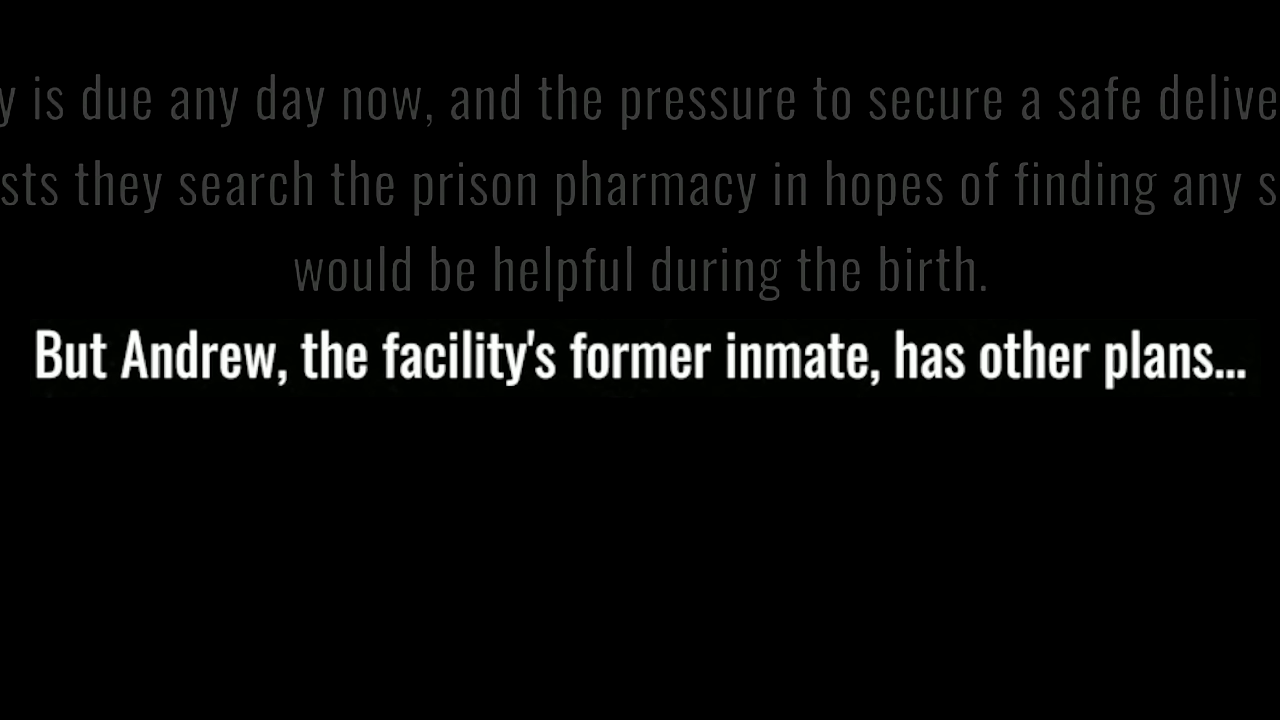 y is due any day now, and the pressure to secure a safe delive
sts they search the prison pharmacy in hopes of finding any s
would be helpful during the birth.
But Andrew, the facility's former inmate, has other plans...